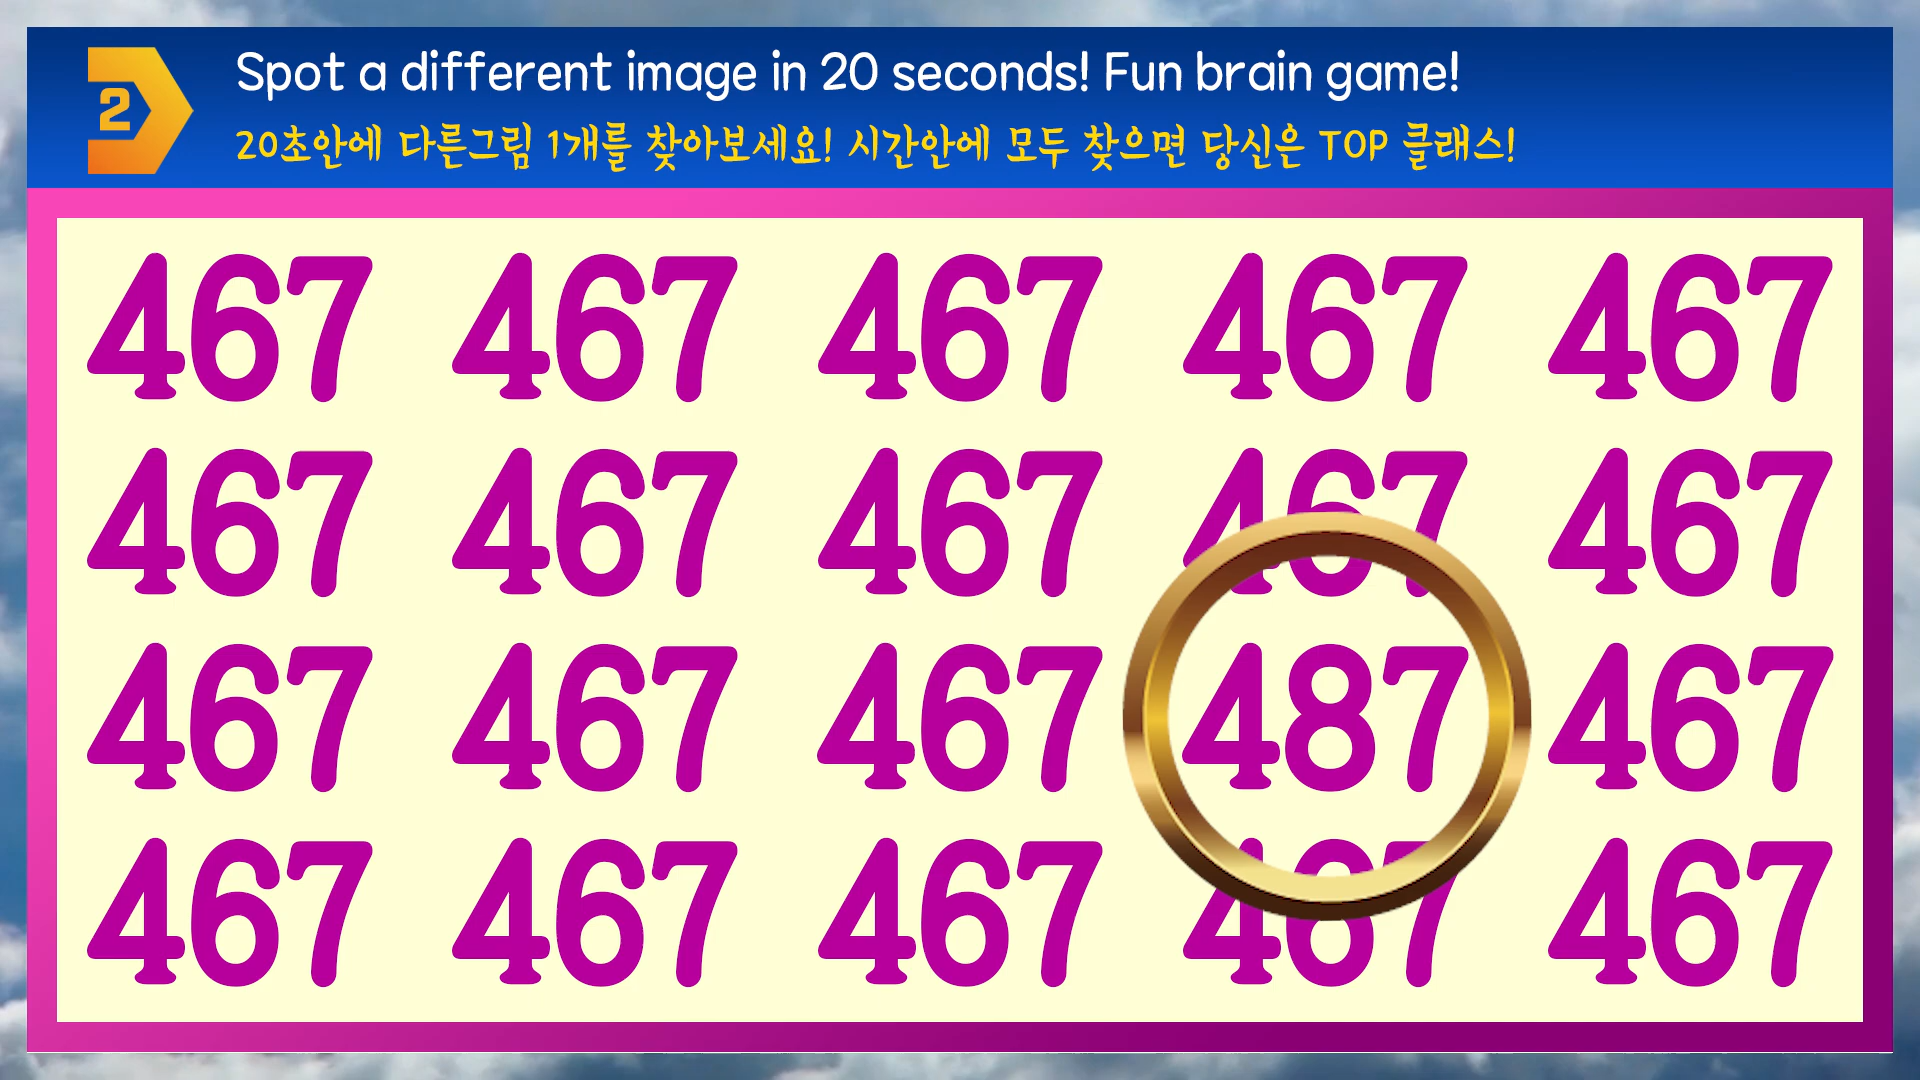 2
Spot a different image in 20 seconds! Fun brain game!
20초안에 다른그림 1개를 찾아보세요! 시간안에 모두 찾으면 당신은 TOP 클래스!
467 467 467 467 467
467 467 467 467 467
467 467 467 487 467
467 467 467 467 467